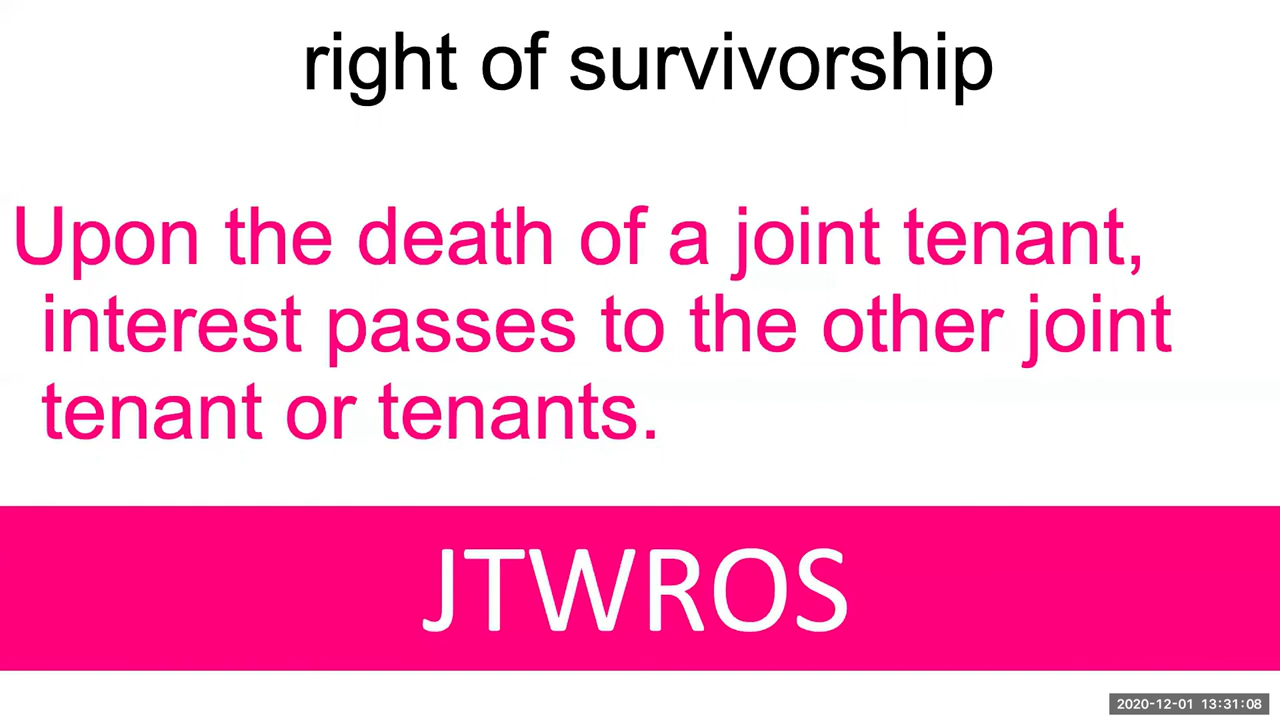 right of survivorship
Upon the death of a joint tenant,
interest passes to the other joint
tenant or tenants.
JTWROS
2020-12-01 13:31:08